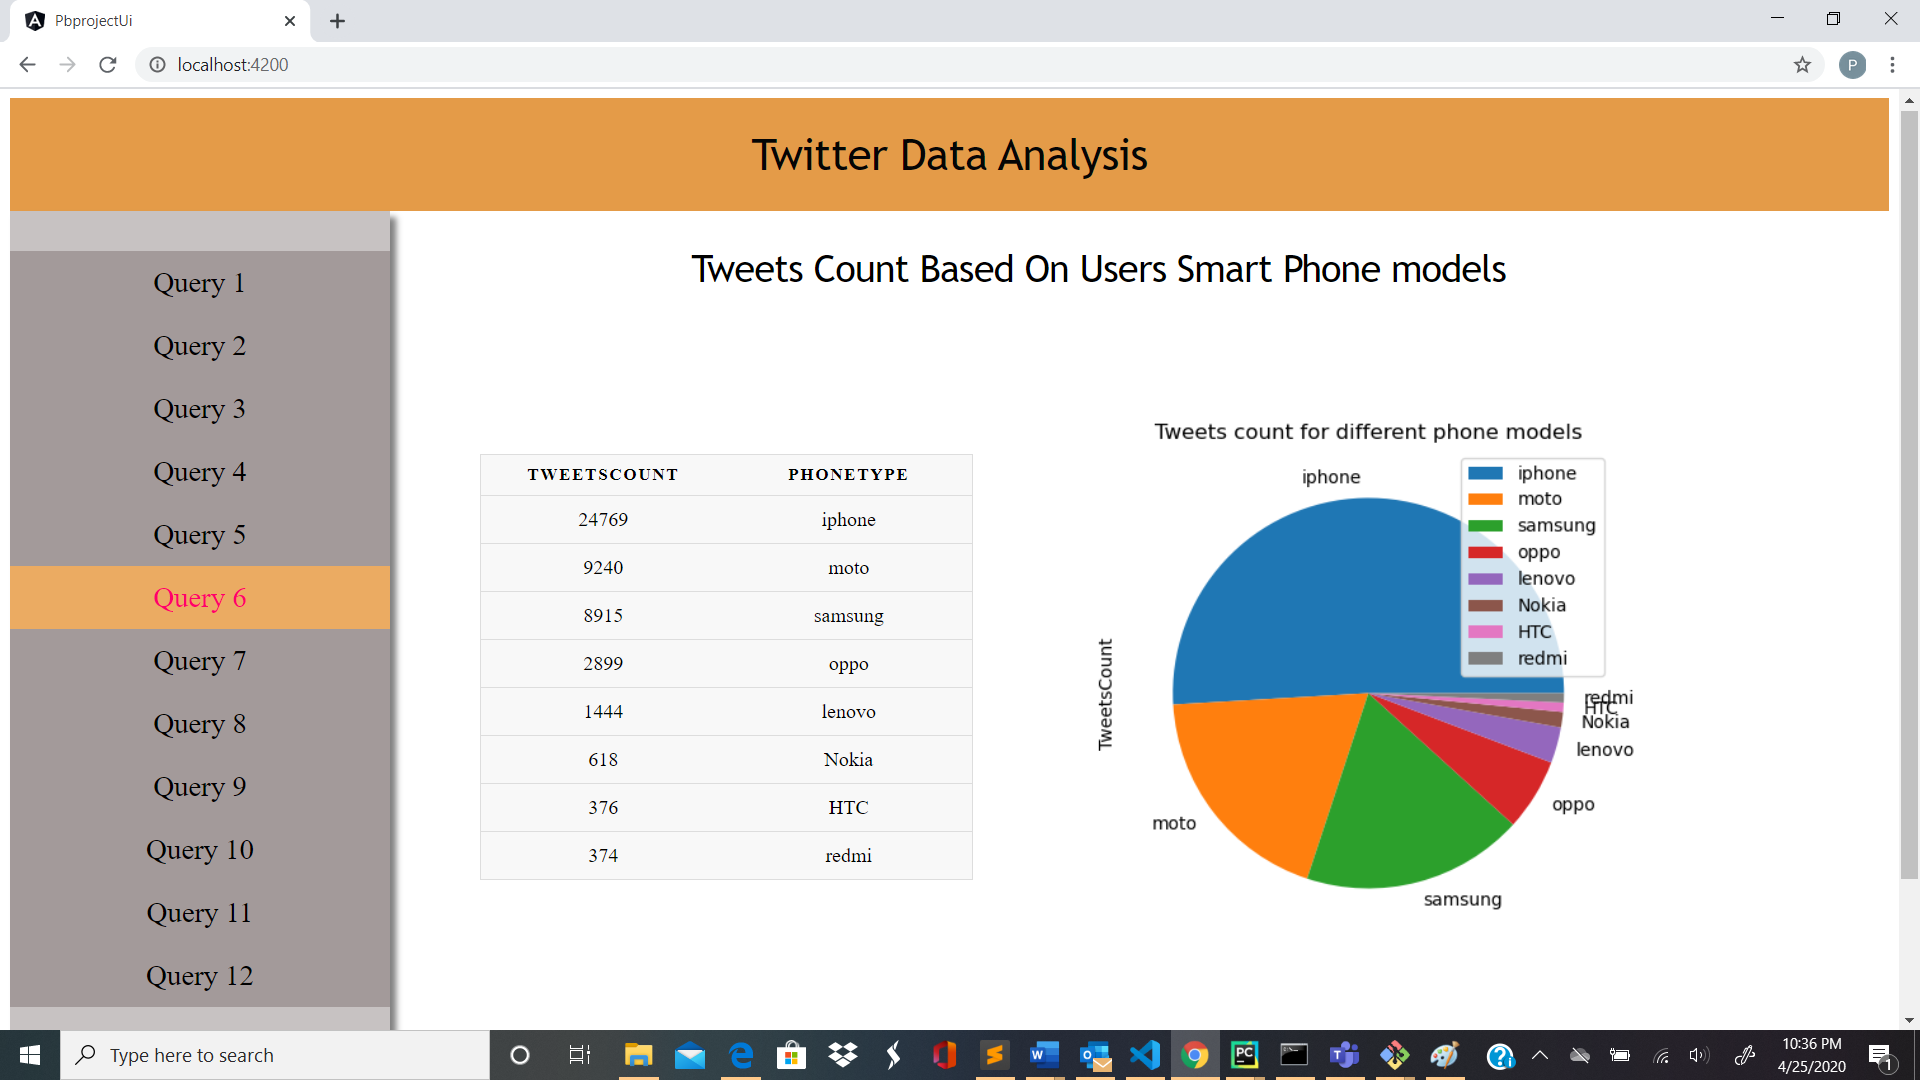 PbprojectUi
localhost:4200
P
Twitter Data Analysis
Query 1
Query 2
Query 3
Query 4
Query 5
Query 6
Query 7
Query 8
Query 9
Query 10
Query 11
Query 12
Tweets Count Based On Users Smart Phone models
TWEETSCOUNT PHONETYPE
24769 iphone
9240 moto
8915 samsung
2899 oppo
1444 lenovo
618 Nokia
376 HTC
374 redmi
Tweets count for different phone models
iphone
moto
samsung
oppo
lenovo
Nokia
HTC
redmi
TweetsCount
iphone
redmi
HTC
Nokia
lenovo
oppo
moto
samsung
Type here to search
10:36 PM
4/25/2020
1